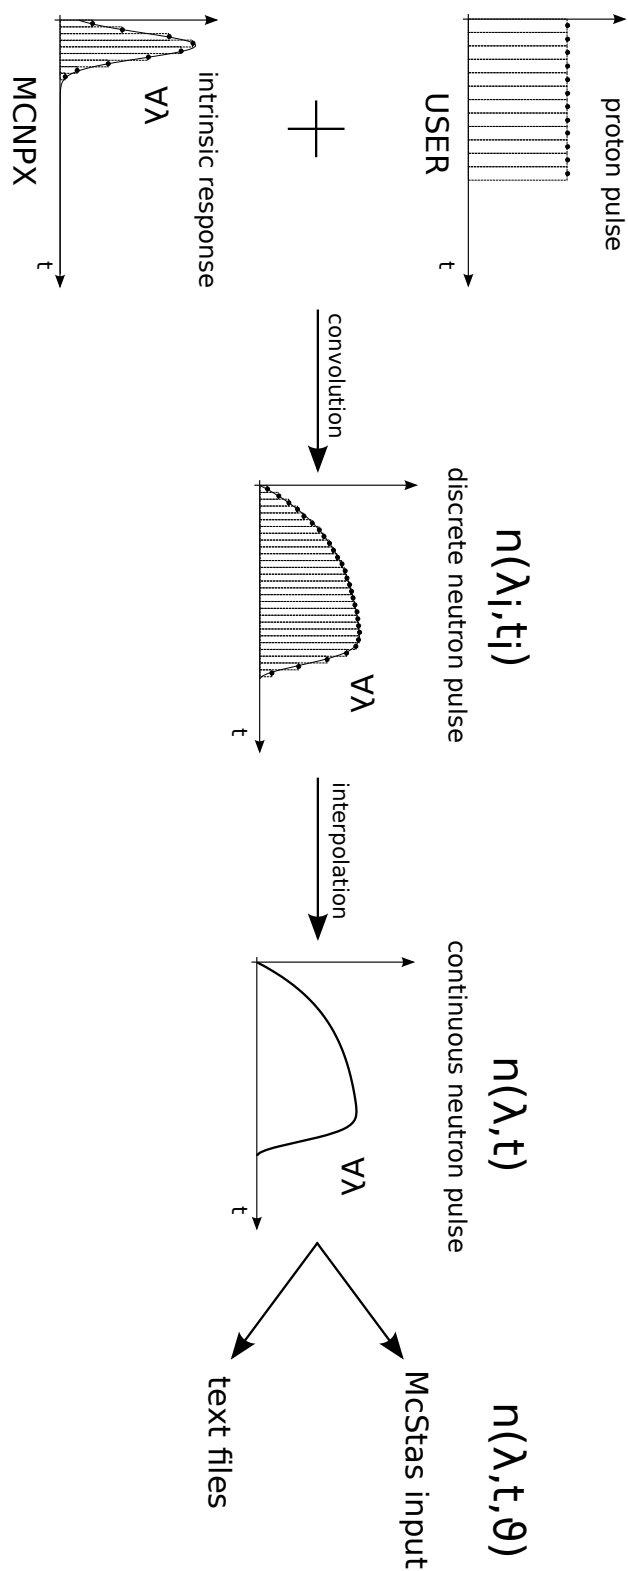 proton pulse
t
USER
intrinsic response
∀λ
t
MCNPX
convolution
n(λi,ti)
discrete neutron pulse
∀λ
t
interpolation
n(λ,t)
continuous neutron pulse
∀λ
t
n(λ,t,ϑ)
McStas input
text files